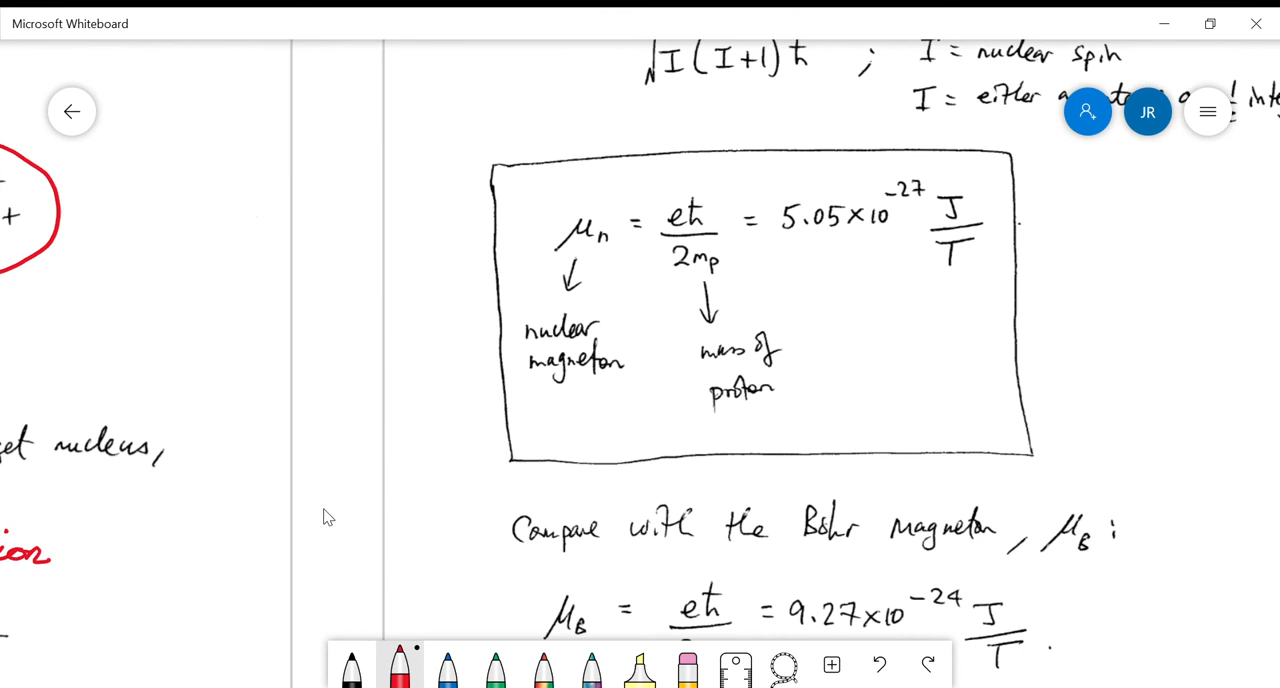 Microsoft Whiteboard
√I(I+1) ħ ; I = nuclear spin
I = either
JR
+
μn = eħ/2mp = 5.05×10^-27 J/T
nuclear magneton
mass of proton
nucleus,
Compare with the Bohr magneton, μB :
μB = eħ = 9.27×10^-24 J/T .